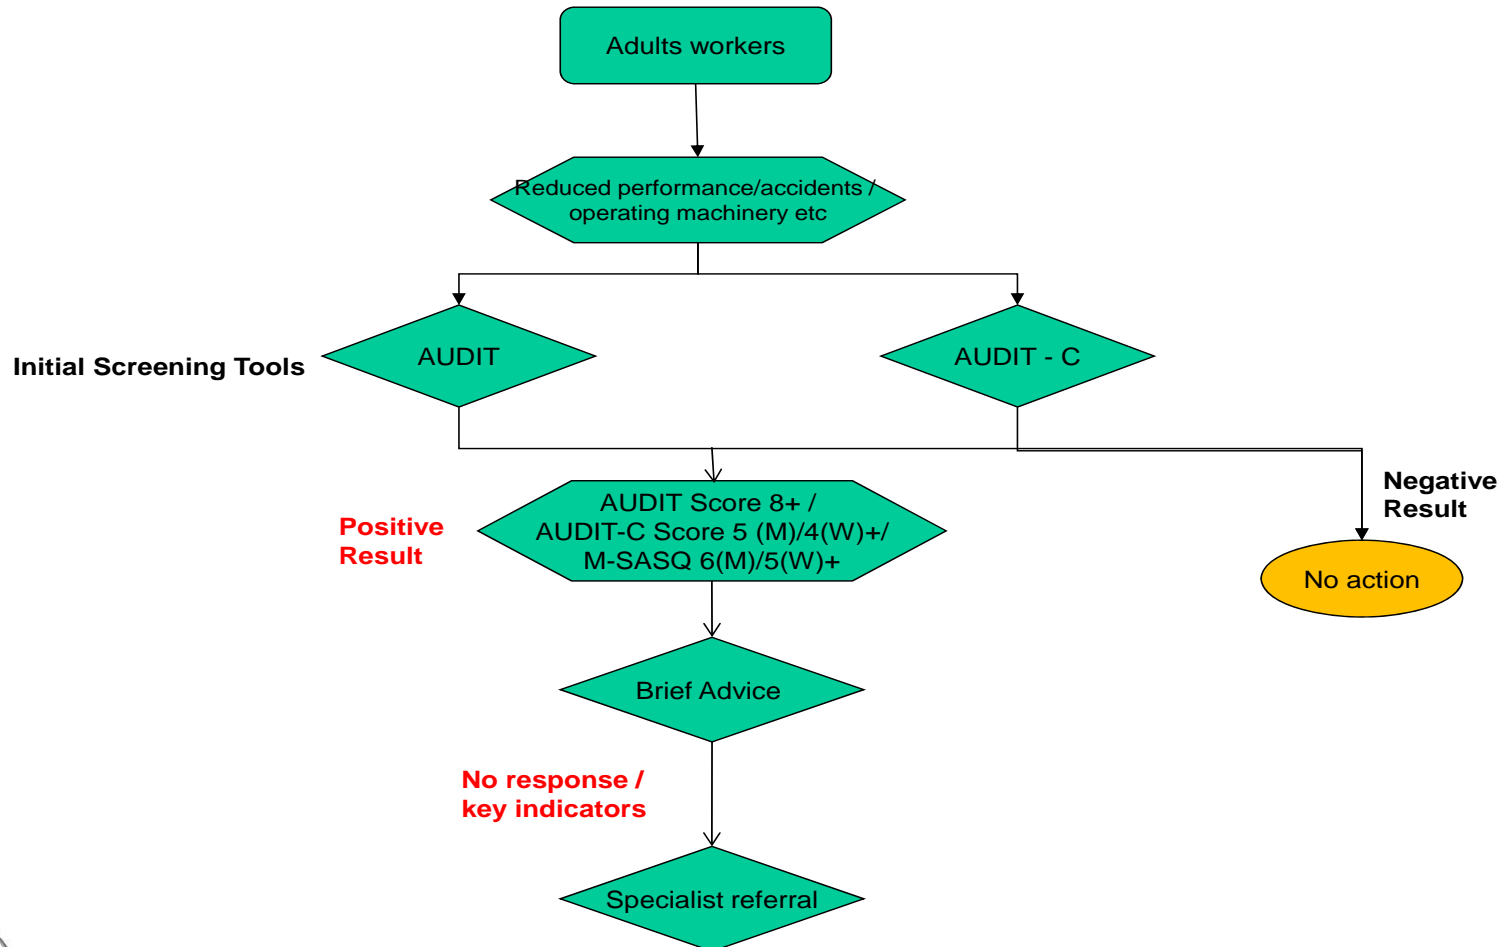 Adults workers
Reduced performance/accidents /
operating machinery etc
Initial Screening Tools
AUDIT
AUDIT - C
Positive
Result
AUDIT Score 8+ /
AUDIT-C Score 5 (M)/4(W)+/
M-SASQ 6(M)/5(W)+
Negative
Result
No action
Brief Advice
No response /
key indicators
Specialist referral